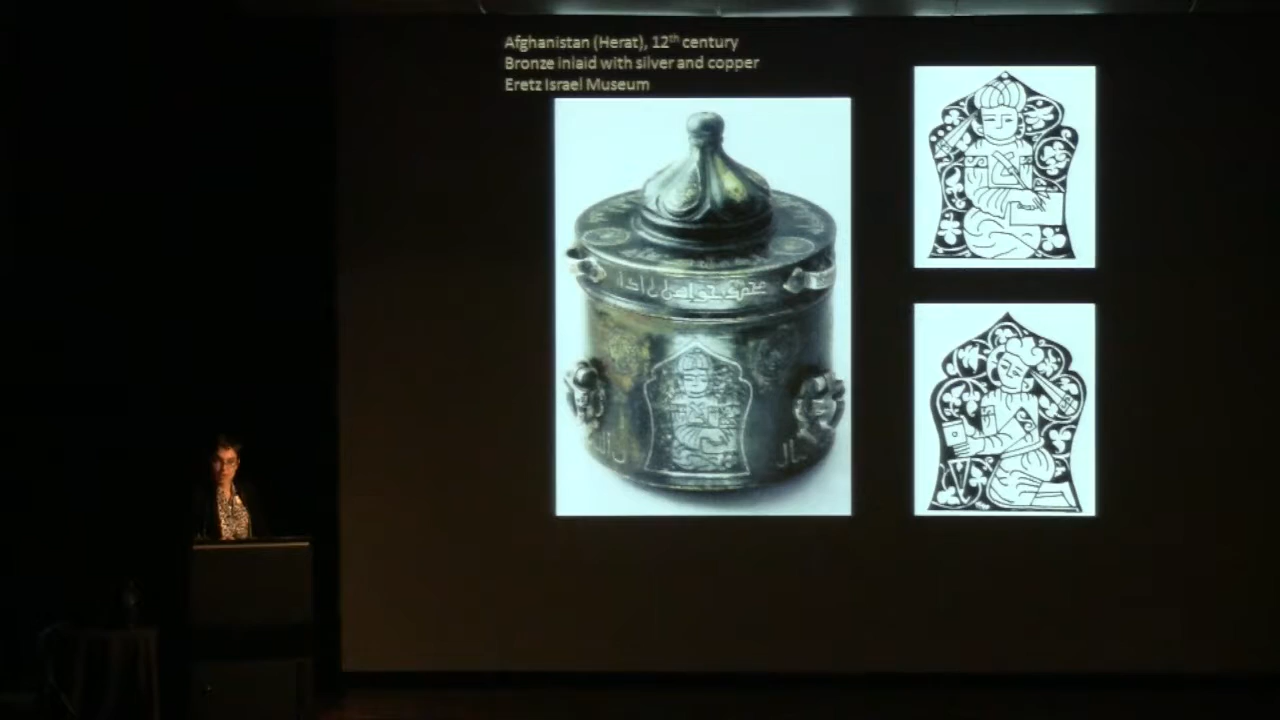 Afghanistan (Herat), 12th century
Bronze inlaid with silver and copper
Eretz Israel Museum